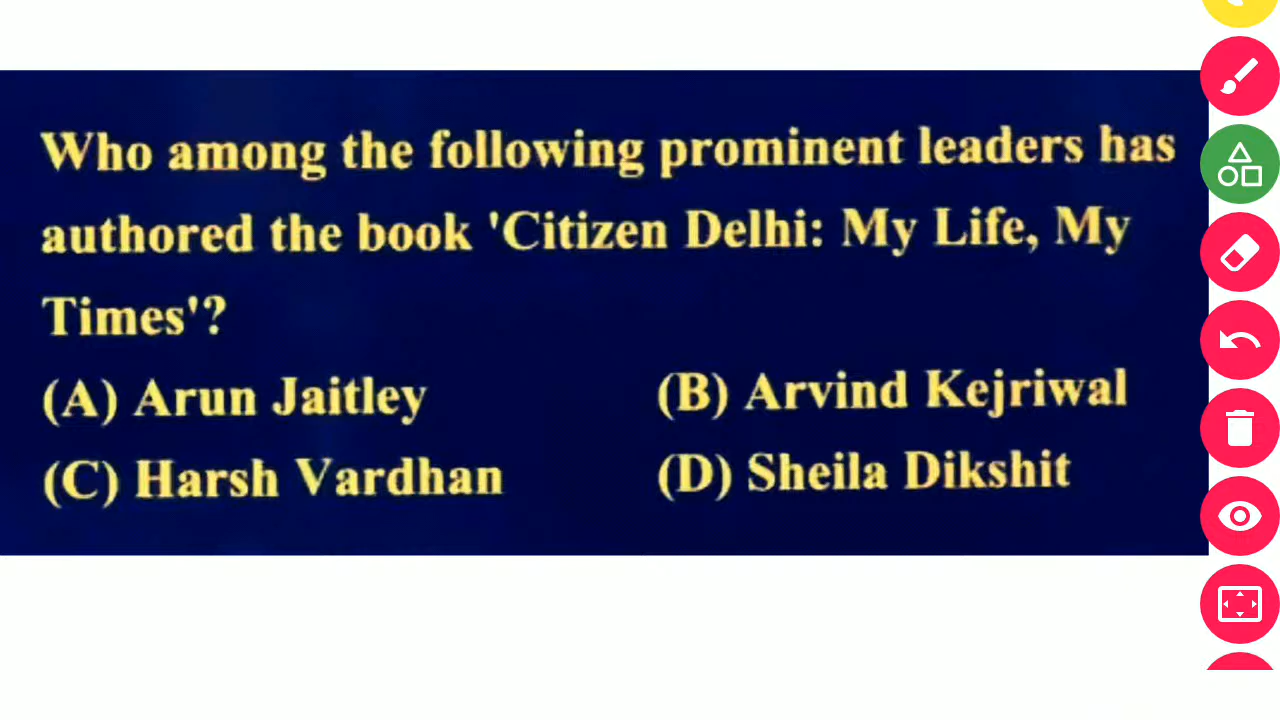 Who among the following prominent leaders has
authored the book 'Citizen Delhi: My Life, My
Times'?
(A) Arun Jaitley (B) Arvind Kejriwal
(C) Harsh Vardhan (D) Sheila Dikshit